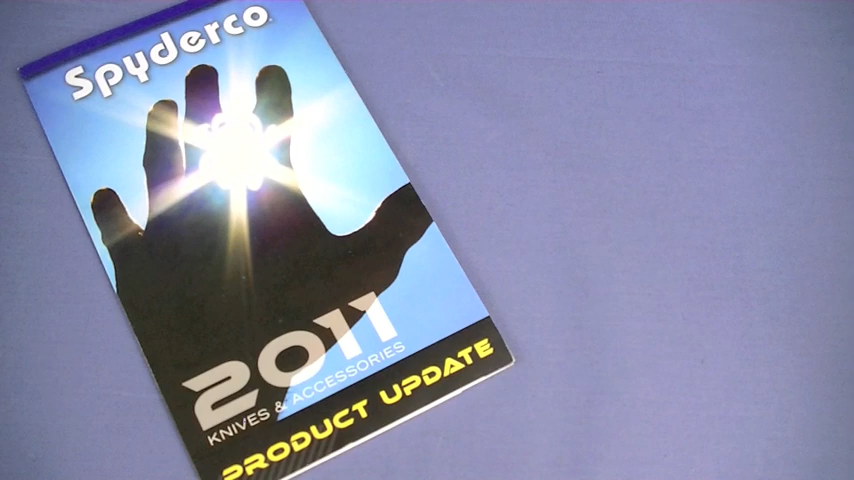 Spyderco
2011
KNIVES & ACCESSORIES
PRODUCT UPDATE